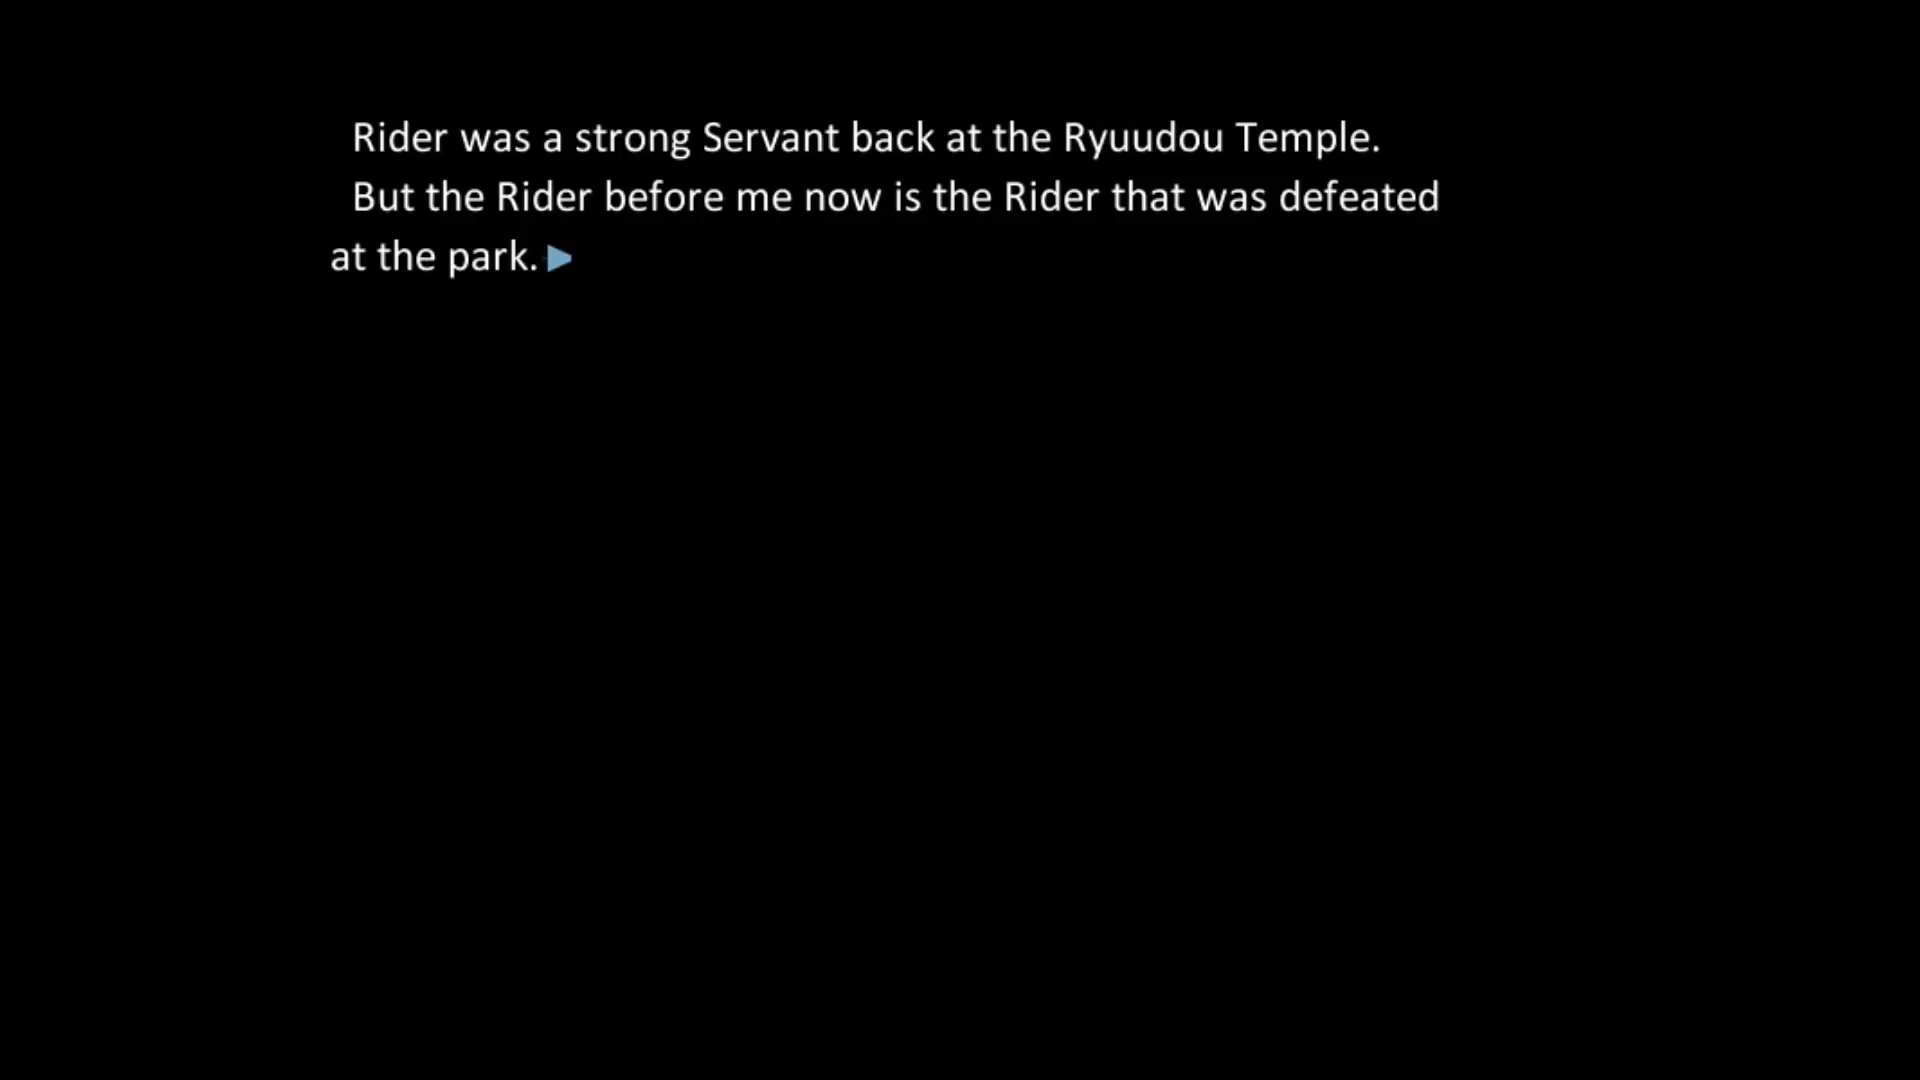 Rider was a strong Servant back at the Ryuudou Temple.
But the Rider before me now is the Rider that was defeated
at the park.